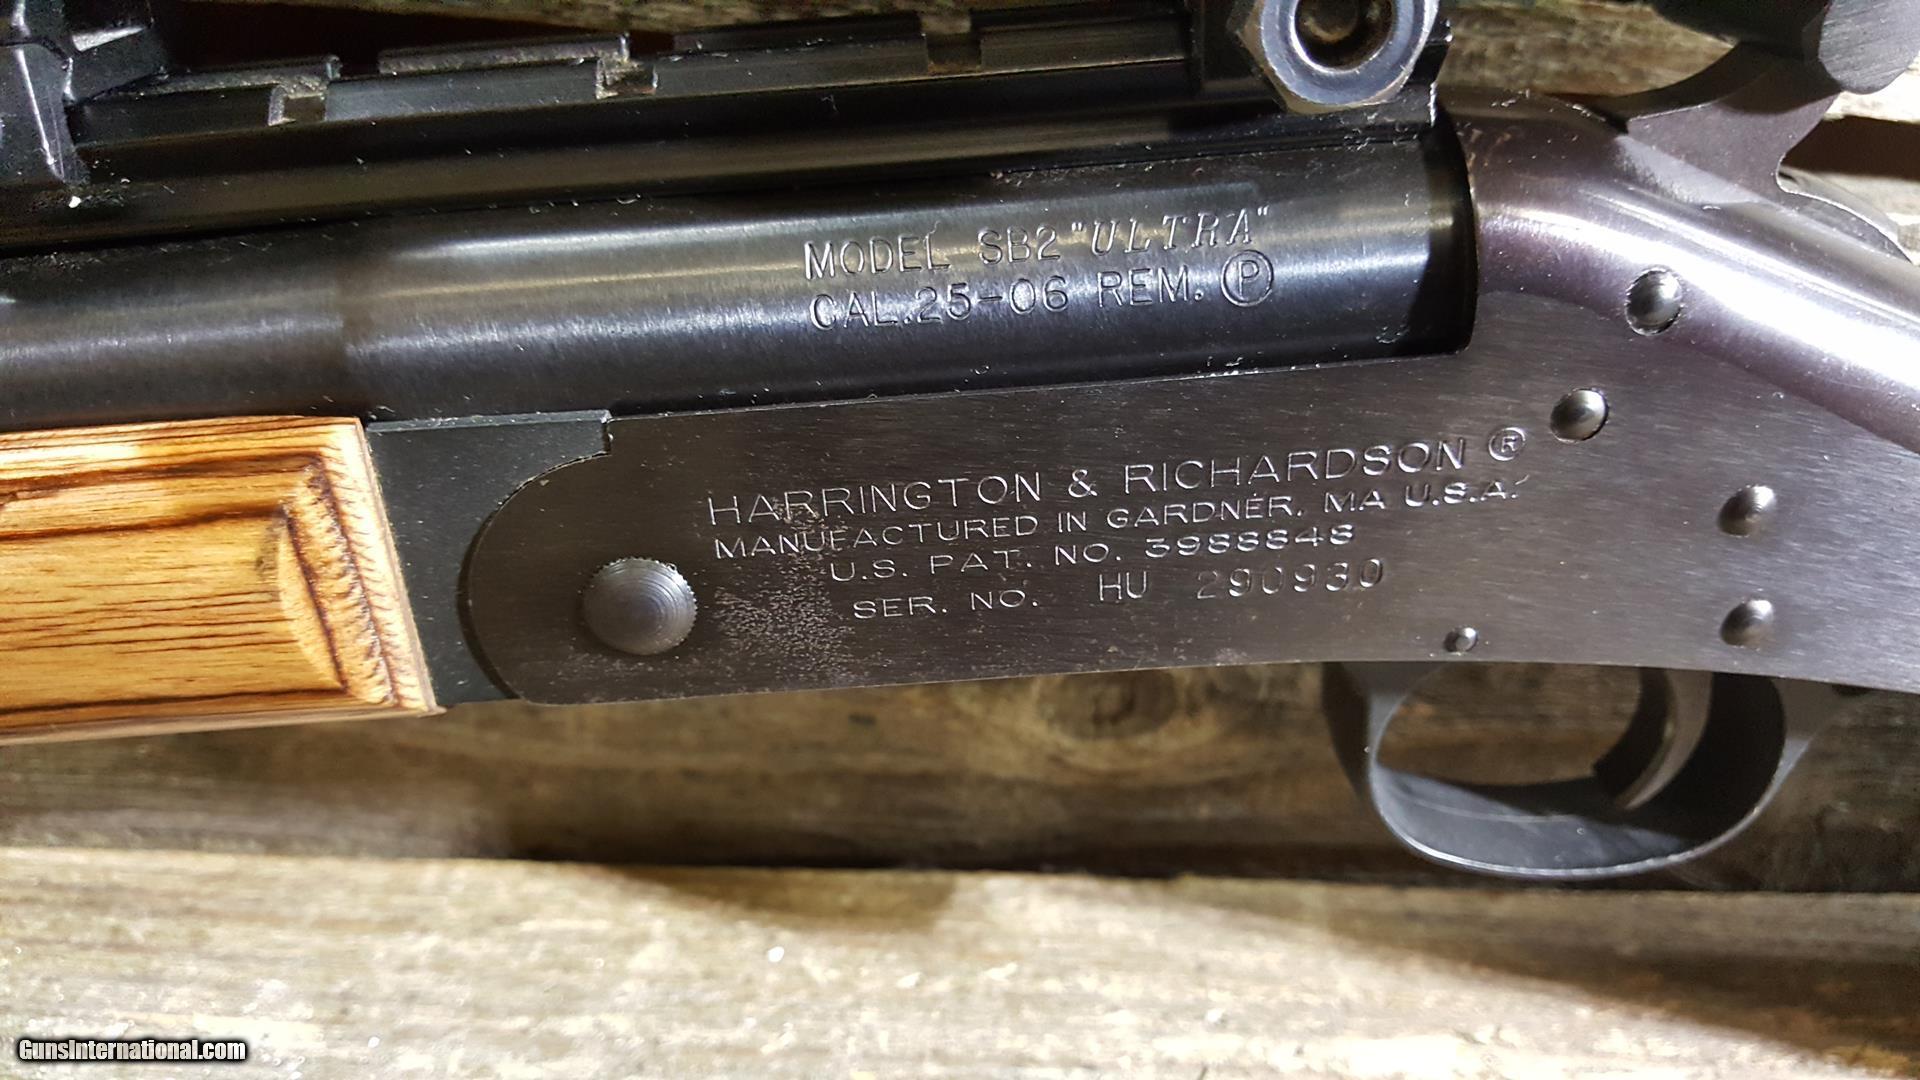 MODEL SB2 "ULTRA"
CAL.25-06 REM. Ⓟ
HARRINGTON & RICHARDSON ®
MANUFACTURED IN GARDNER, MA U.S.A.
U.S. PAT. NO. 3988848
SER. NO. HU 290930
GunsInternational.com